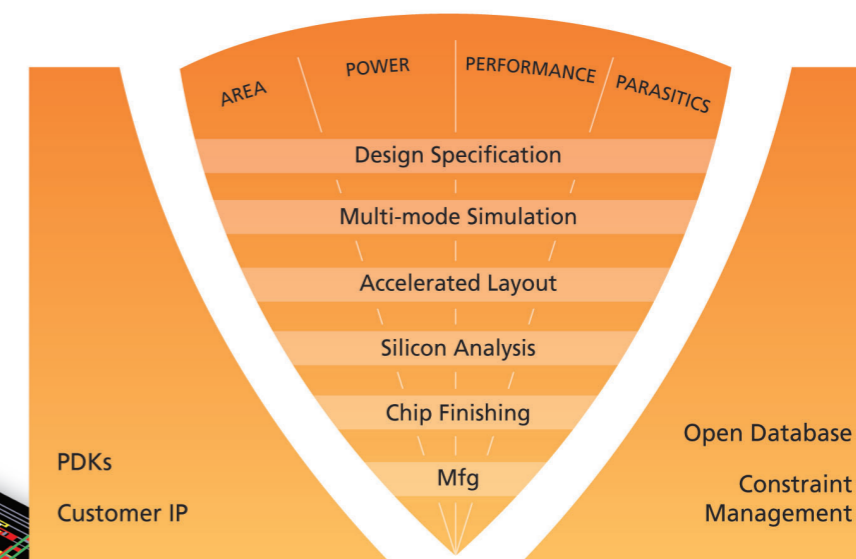 AREA
POWER
PERFORMANCE
PARASITICS
Design Specification
Multi-mode Simulation
Accelerated Layout
Silicon Analysis
Chip Finishing
Mfg
PDKs
Customer IP
Open Database
Constraint
Management